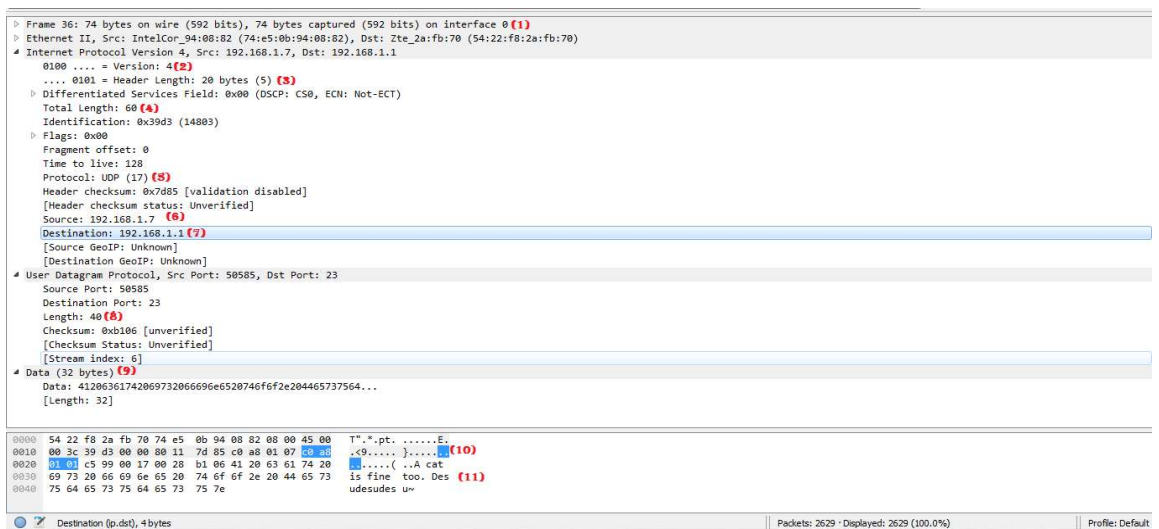 Frame 36: 74 bytes on wire (592 bits), 74 bytes captured (592 bits) on interface 0 (1)
Ethernet II, Src: IntelCor_94:08:82 (74:e5:0b:94:08:82), Dst: Zte_2a:fb:70 (54:22:f8:2a:fb:70)
Internet Protocol Version 4, Src: 192.168.1.7, Dst: 192.168.1.1
0100 .... = Version: 4 (2)
.... 0101 = Header Length: 20 bytes (5) (3)
Differentiated Services Field: 0x00 (DSCP: CS0, ECN: Not-ECT)
Total Length: 60 (4)
Identification: 0x39d3 (14803)
Flags: 0x00
Fragment offset: 0
Time to live: 128
Protocol: UDP (17) (5)
Header checksum: 0x7d85 [validation disabled]
[Header checksum status: Unverified]
Source: 192.168.1.7 (6)
Destination: 192.168.1.1 (7)
[Source GeoIP: Unknown]
[Destination GeoIP: Unknown]
User Datagram Protocol, Src Port: 50585, Dst Port: 23
Source Port: 50585
Destination Port: 23
Length: 40 (8)
Checksum: 0xb106 [unverified]
[Checksum Status: Unverified]
[Stream index: 6]
Data (32 bytes) (9)
Data: 41206361742069732066696e6520746f6f2e204465737564...
[Length: 32]
0000 54 22 f8 2a fb 70 74 e5 0b 94 08 82 08 00 45 00 T".*.pt. ......E.
0010 00 3c 39 d3 00 00 80 11 7d 85 c0 a8 01 07 c0 a8 .<9..... }....... (10)
0020 01 01 c5 99 00 17 00 28 b1 06 41 20 63 61 74 20 .......( ..A cat
0030 69 73 20 66 69 6e 65 20 74 6f 6f 2e 20 44 65 73 is fine too. Des (11)
0040 75 64 65 73 75 64 65 73 75 7e udesudes u~
Destination (ip.dst), 4 bytes Packets: 2629 · Displayed: 2629 (100.0%) Profile: Default